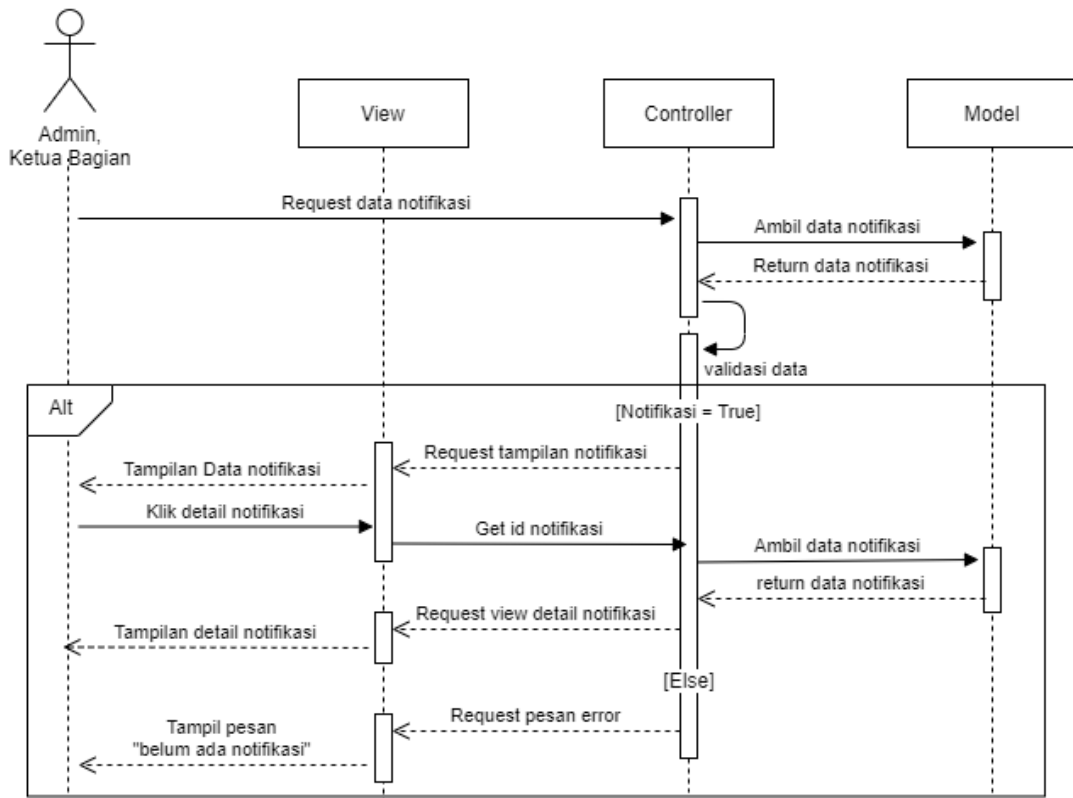 View
Controller
Model
Admin,
Ketua Bagian
Request data notifikasi
Ambil data notifikasi
Return data notifikasi
validasi data
Alt
[Notifikasi = True]
Request tampilan notifikasi
Tampilan Data notifikasi
Klik detail notifikasi
Get id notifikasi
Ambil data notifikasi
return data notifikasi
Request view detail notifikasi
Tampilan detail notifikasi
[Else]
Request pesan error
Tampil pesan
"belum ada notifikasi"